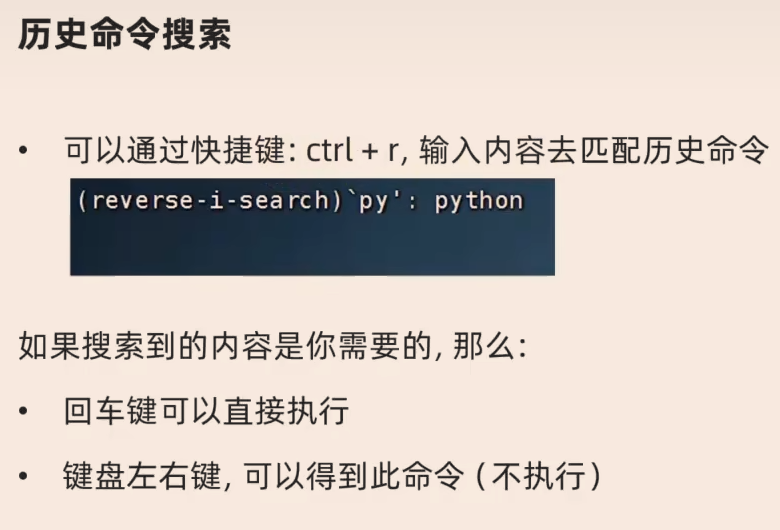 历史命令搜索
• 可以通过快捷键: ctrl + r, 输入内容去匹配历史命令
(reverse-i-search)`py': python
如果搜索到的内容是你需要的, 那么:
• 回车键可以直接执行
• 键盘左右键, 可以得到此命令 (不执行)